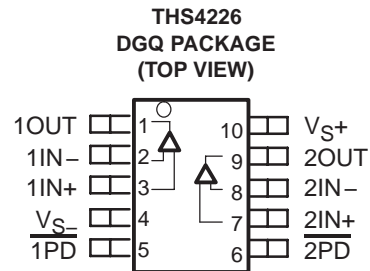 THS4226
DGQ PACKAGE
(TOP VIEW)
1OUT 1 10 VS+
1IN− 2 9 2OUT
1IN+ 3 8 2IN−
VS− 4 7 2IN+
1PD 5 6 2PD